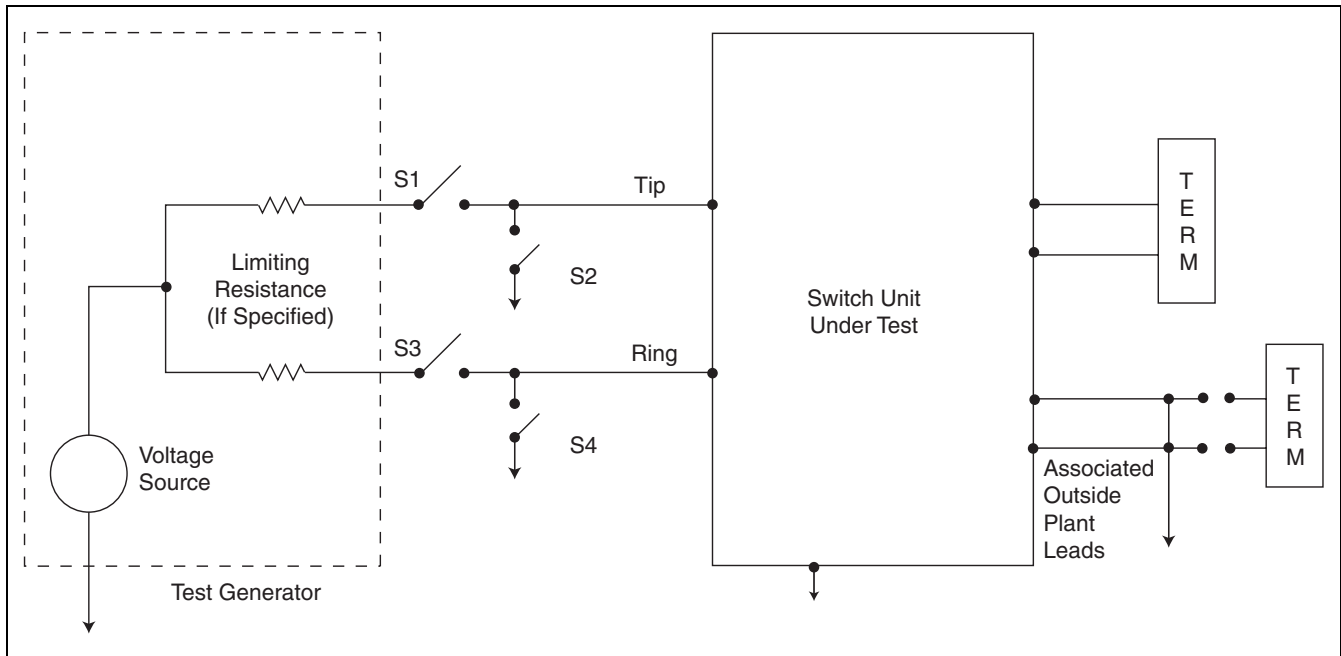 S1
Tip
T
E
R
M
Limiting
Resistance
(If Specified)
S2
Switch Unit
Under Test
S3
Ring
T
E
R
M
S4
Voltage
Source
Associated
Outside
Plant
Leads
Test Generator